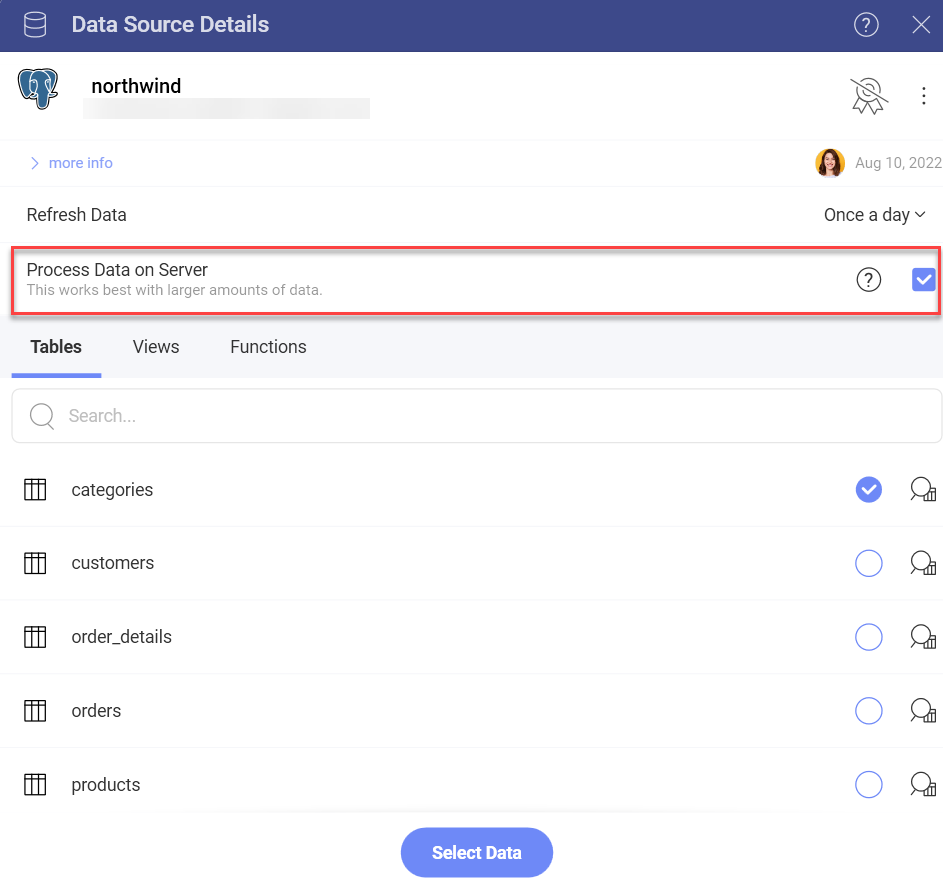 Data Source Details
?
northwind
more info
Aug 10, 2022
Refresh Data
Once a day
Process Data on Server
This works best with larger amounts of data.
?
Tables Views Functions
Search...
categories
customers
order_details
orders
products
Select Data